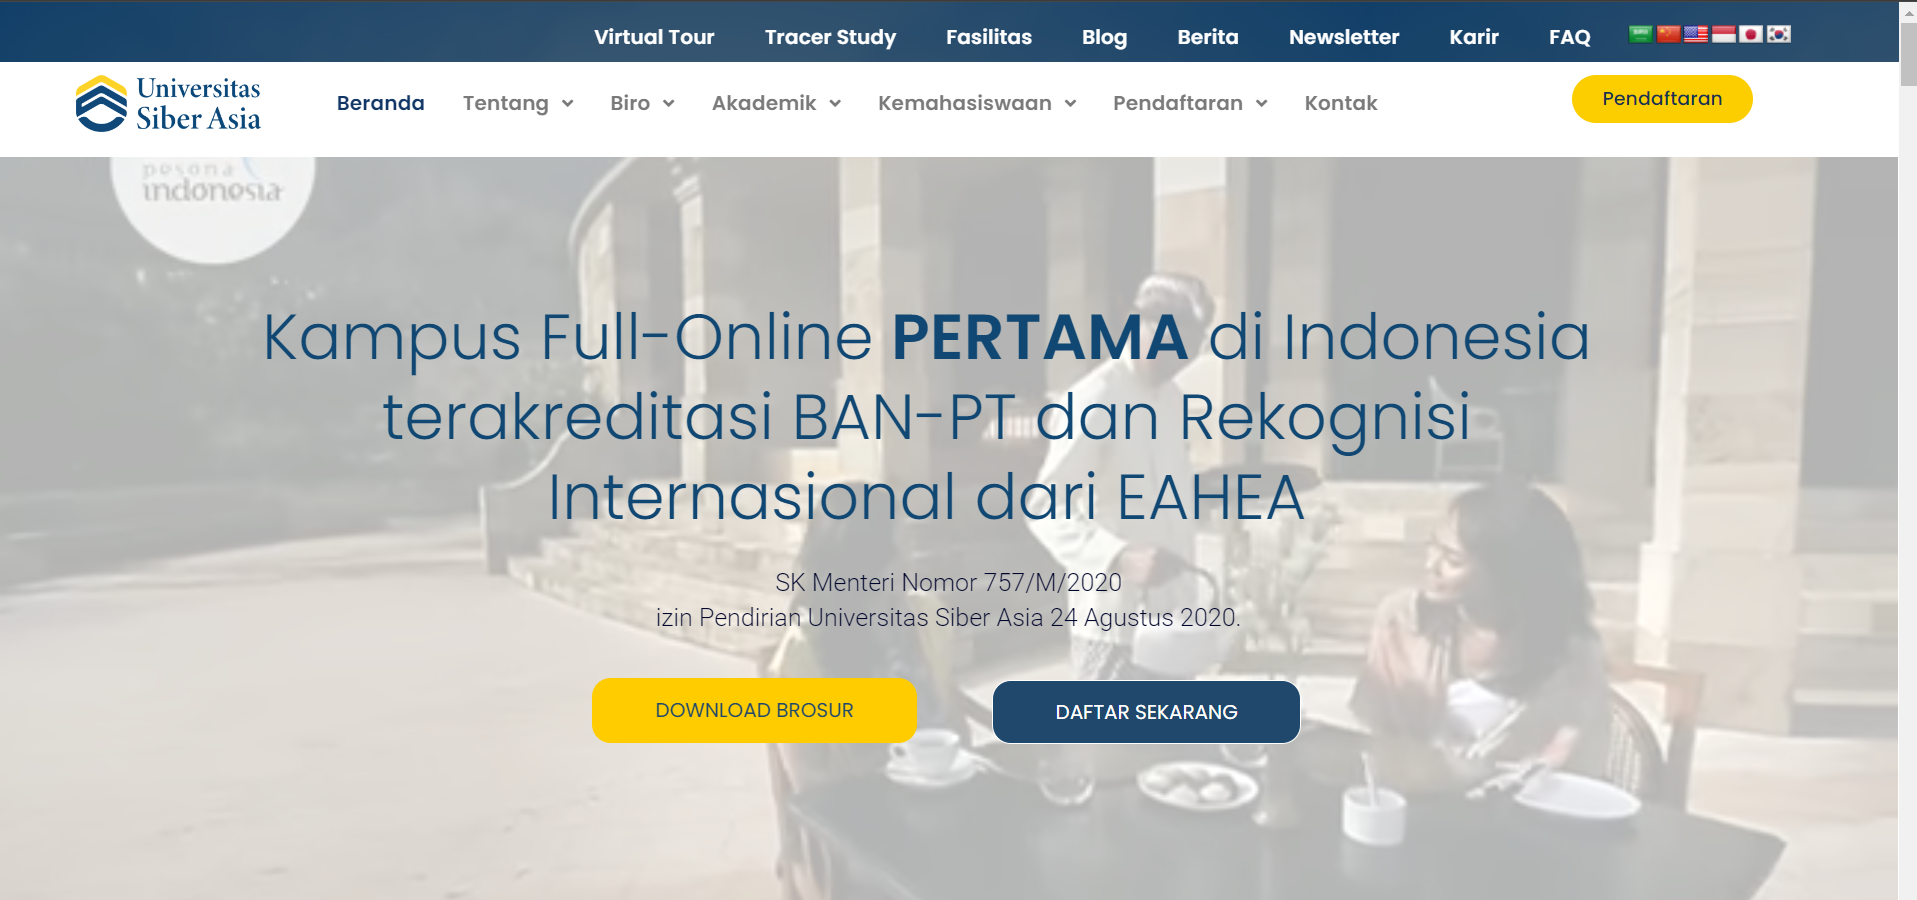 Virtual Tour Tracer Study Fasilitas Blog Berita Newsletter Karir FAQ
Universitas
Siber Asia
Beranda Tentang Biro Akademik Kemahasiswaan Pendaftaran Kontak
Pendaftaran
pesona
indonesia
Kampus Full-Online PERTAMA di Indonesia
terakreditasi BAN-PT dan Rekognisi
Internasional dari EAHEA
SK Menteri Nomor 757/M/2020
izin Pendirian Universitas Siber Asia 24 Agustus 2020.
DOWNLOAD BROSUR
DAFTAR SEKARANG